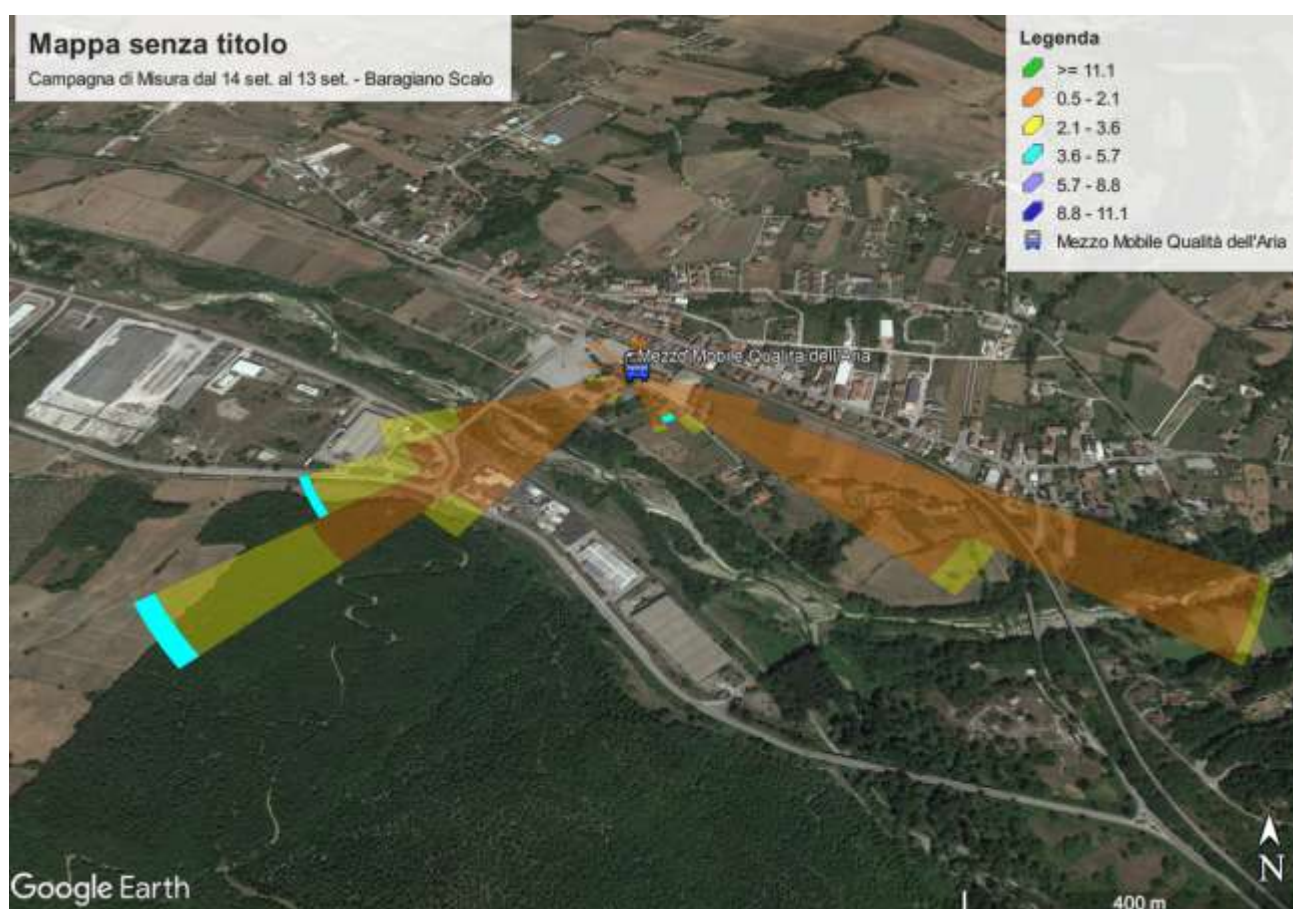 Mappa senza titolo
Campagna di Misura dal 14 set. al 13 set. - Baragiano Scalo
Legenda
>= 11.1
0.5 - 2.1
2.1 - 3.6
3.6 - 5.7
5.7 - 8.8
8.8 - 11.1
Mezzo Mobile Qualità dell'Aria
Mezzo Mobile Qualità dell'Aria
N
Google Earth
400 m